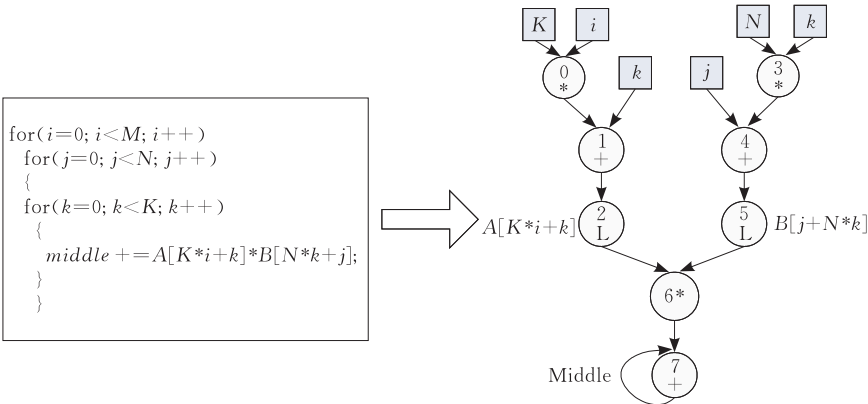 for(i=0; i<M; i++)
for(j=0; j<N; j++)
{
for(k=0; k<K; k++)
{
middle +=A[K*i+k]*B[N*k+j];
}
}
K
i
N
k
0
*
k
j
3
*
1
+
4
+
A[K*i+k]
2
L
5
L
B[j+N*k]
6*
Middle
7
+